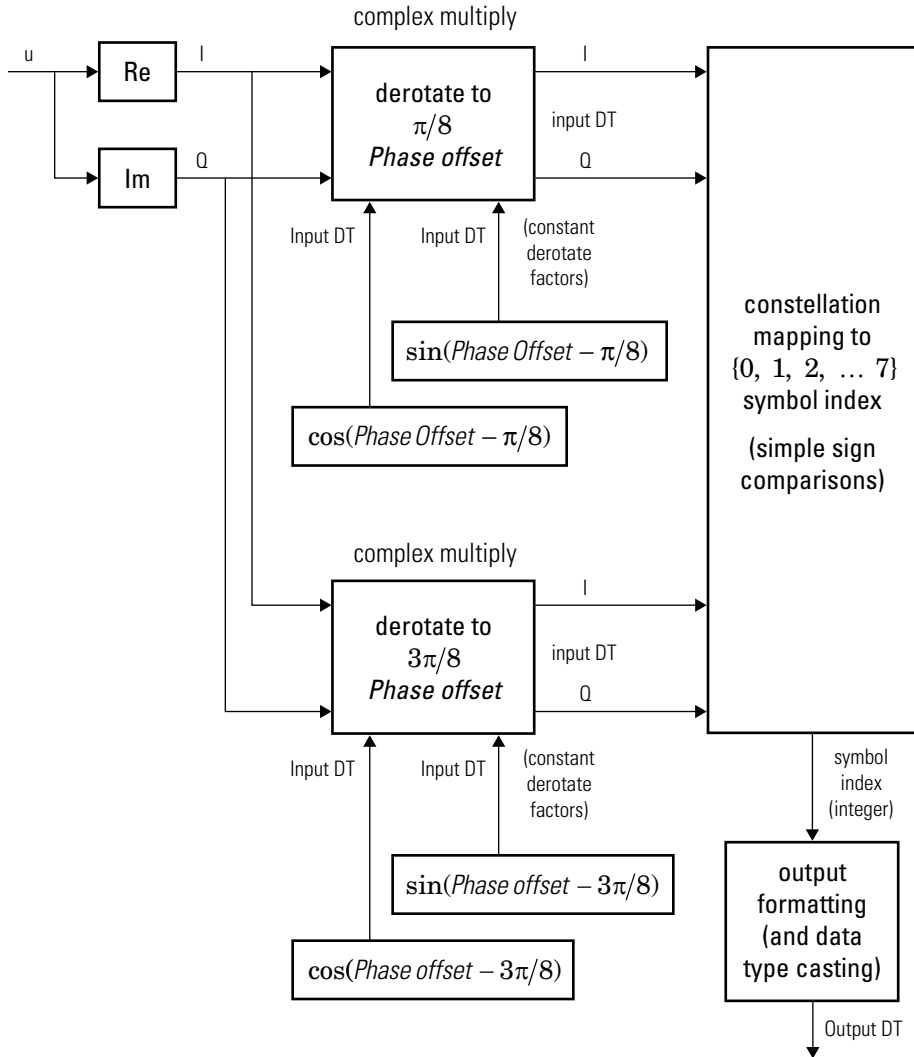 complex multiply
u
Re
I
derotate to
π/8
Phase offset
I
input DT
Q
Im
Q
Input DT
Input DT
(constant
derotate
factors)
sin(Phase Offset − π/8)
cos(Phase Offset − π/8)
constellation
mapping to
{0, 1, 2, … 7}
symbol index
(simple sign
comparisons)
complex multiply
derotate to
3π/8
Phase offset
I
input DT
Q
Input DT
Input DT
(constant
derotate
factors)
sin(Phase offset − 3π/8)
cos(Phase offset − 3π/8)
symbol
index
(integer)
output
formatting
(and data
type casting)
Output DT